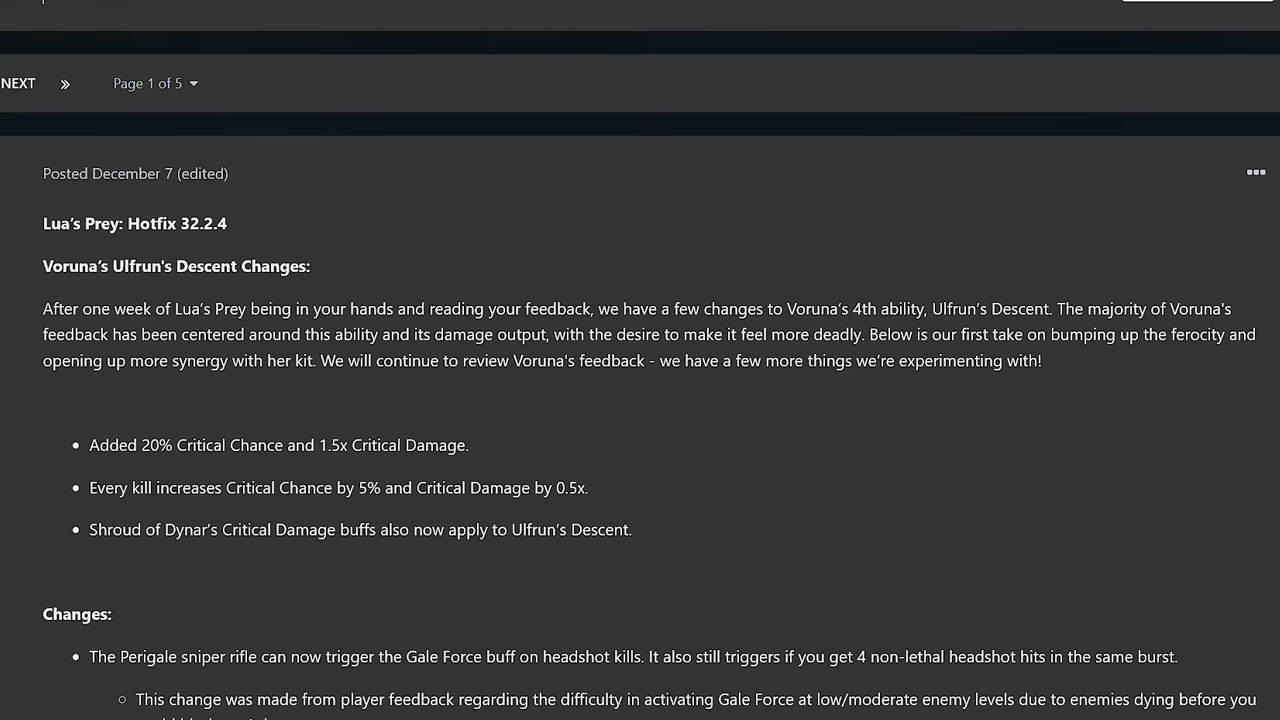 NEXT » Page 1 of 5
Posted December 7 (edited)
Lua’s Prey: Hotfix 32.2.4
Voruna’s Ulfrun's Descent Changes:
After one week of Lua’s Prey being in your hands and reading your feedback, we have a few changes to Voruna’s 4th ability, Ulfrun’s Descent. The majority of Voruna's
feedback has been centered around this ability and its damage output, with the desire to make it feel more deadly. Below is our first take on bumping up the ferocity and
opening up more synergy with her kit. We will continue to review Voruna's feedback - we have a few more things we’re experimenting with!
• Added 20% Critical Chance and 1.5x Critical Damage.
• Every kill increases Critical Chance by 5% and Critical Damage by 0.5x.
• Shroud of Dynar’s Critical Damage buffs also now apply to Ulfrun’s Descent.
Changes:
• The Perigale sniper rifle can now trigger the Gale Force buff on headshot kills. It also still triggers if you get 4 non-lethal headshot hits in the same burst.
○ This change was made from player feedback regarding the difficulty in activating Gale Force at low/moderate enemy levels due to enemies dying before you